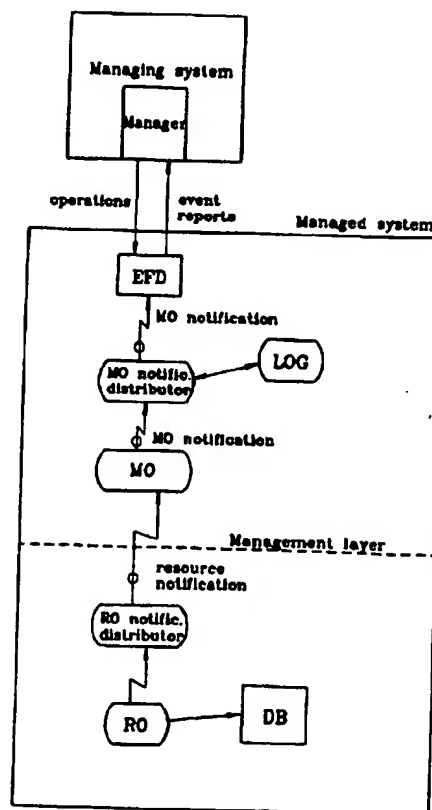 Managing system
Manager
operations
event
reports
Managed system
EFD
MO notification
MO notific.
distributor
LOG
MO notification
MO
Management layer
resource
notification
RO notific.
distributor
RO
DB